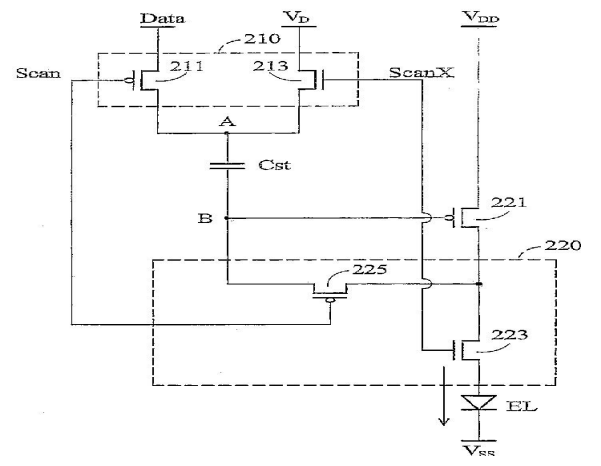 Data
VD
VDD
210
Scan
211
213
ScanX
A
Cst
B
221
220
225
223
EL
VSS